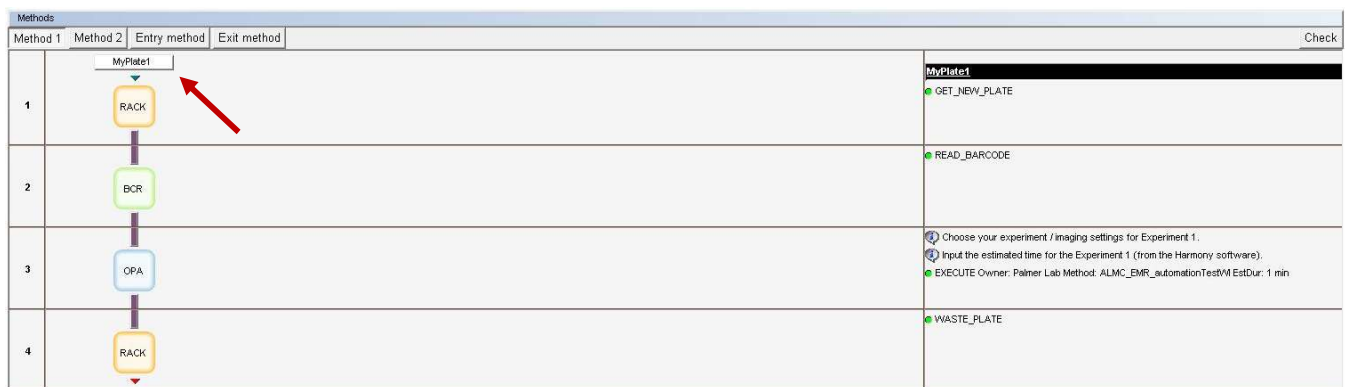 Methods
Method 1 Method 2 Entry method Exit method Check
MyPlate1
MyPlate1
1 RACK GET_NEW_PLATE
2 BCR READ_BARCODE
3 OPA
Choose your experiment / imaging settings for Experiment 1.
Input the estimated time for the Experiment 1 (from the Harmony software).
EXECUTE Owner: Palmer Lab Method: ALMC_EMR_automationTestWI EstDur: 1 min
4 RACK WASTE_PLATE